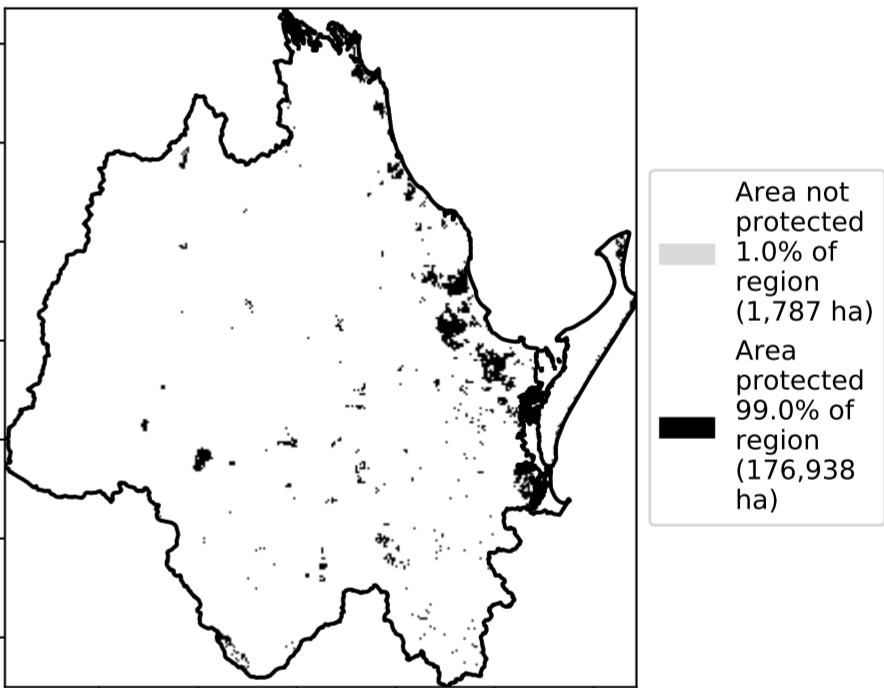 Area not
protected
1.0% of
region
(1,787 ha)
Area
protected
99.0% of
region
(176,938
ha)